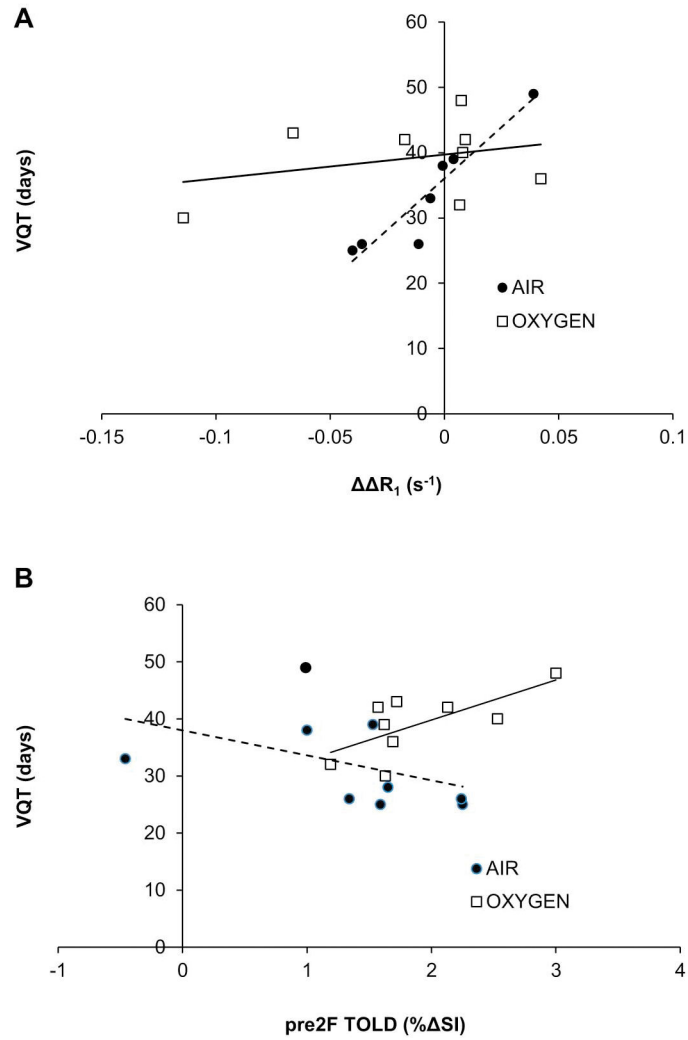 A
60
50
40
30
20
10
0
VQT (days)
AIR
OXYGEN
-0.15 -0.1 -0.05 0 0.05 0.1
ΔΔR₁ (s⁻¹)
B
60
50
40
30
20
10
0
VQT (days)
AIR
OXYGEN
-1 0 1 2 3 4
pre2F TOLD (%ΔSI)